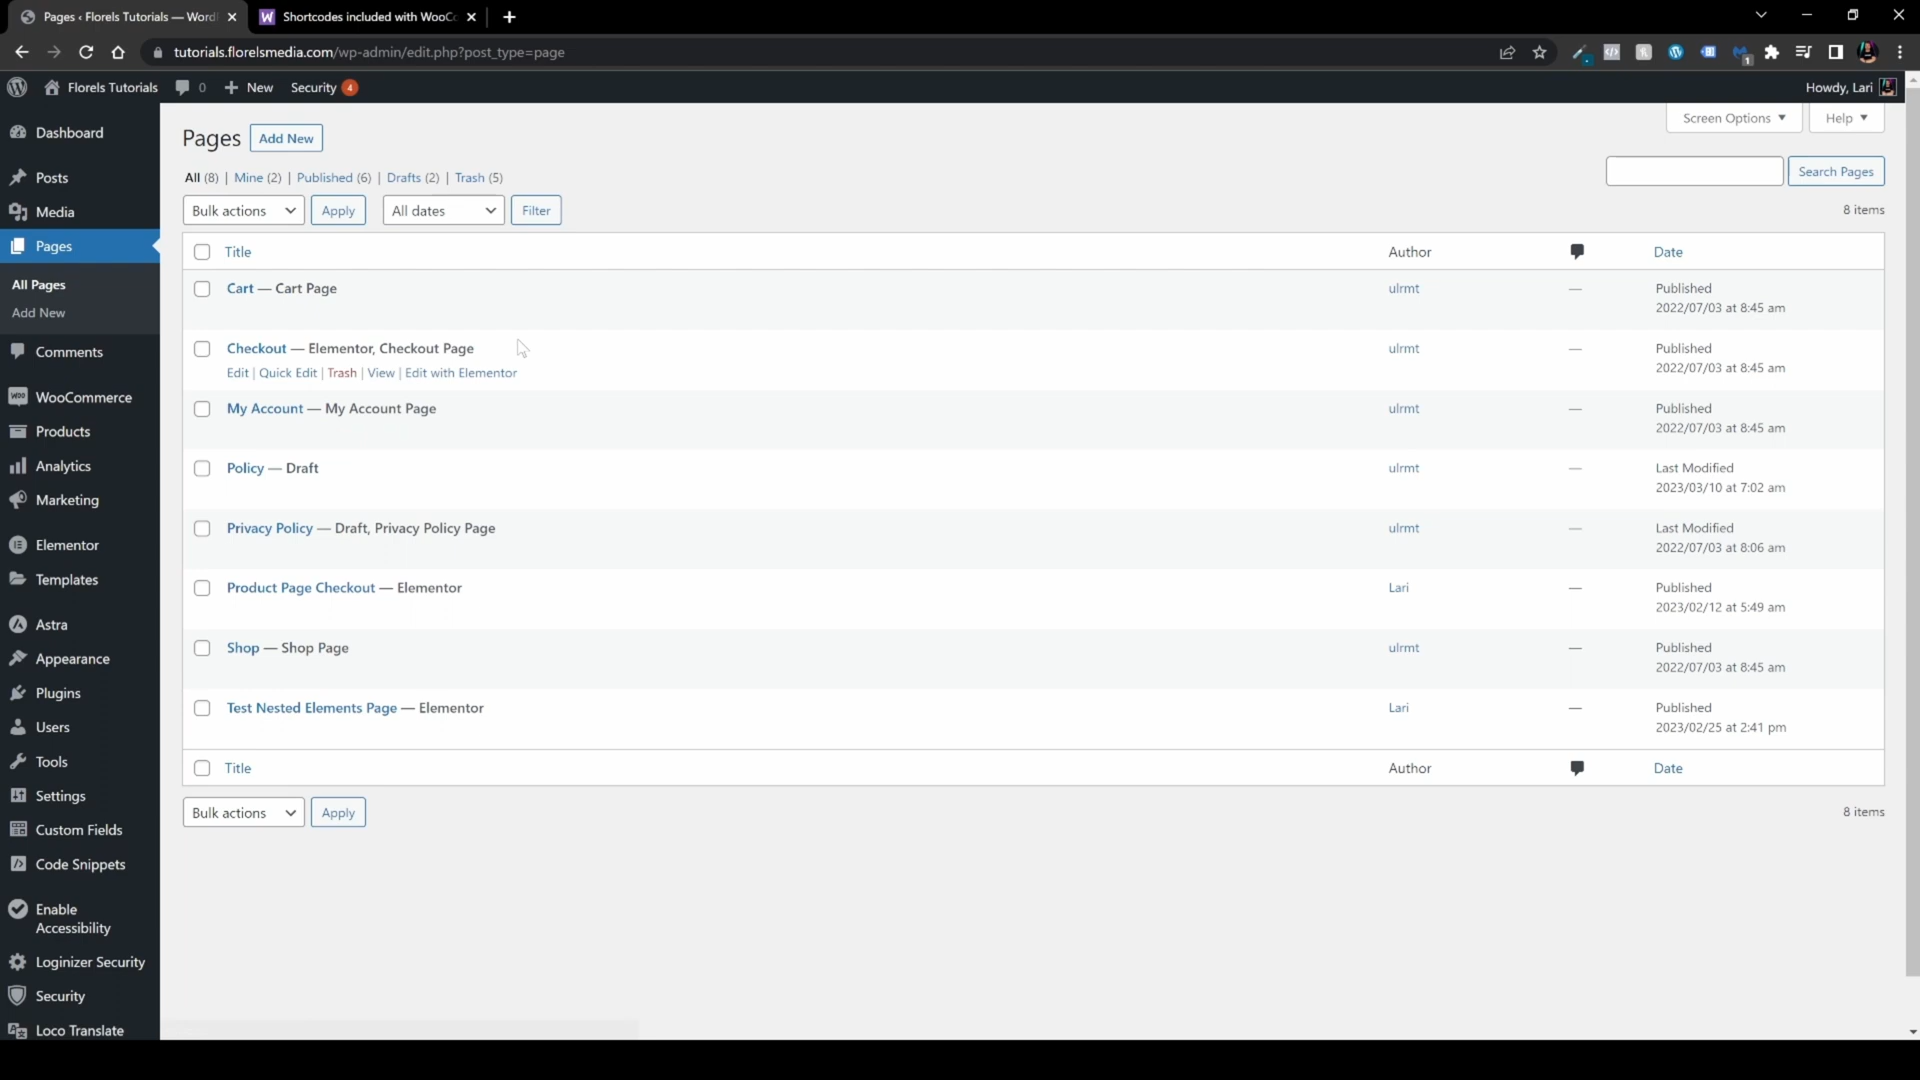 Pages ‹ Florels Tutorials — Word
Shortcodes included with WooCo
tutorials.florelsmedia.com/wp-admin/edit.php?post_type=page
Florels Tutorials 0 New Security 4 Howdy, Lari
Dashboard
Posts
Media
Pages
All Pages
Add New
Comments
WooCommerce
Products
Analytics
Marketing
Elementor
Templates
Astra
Appearance
Plugins
Users
Tools
Settings
Custom Fields
Code Snippets
Enable
Accessibility
Loginizer Security
Security
Loco Translate
Screen Options Help
Pages Add New
All (8) | Mine (2) | Published (6) | Drafts (2) | Trash (5)
Search Pages
Bulk actions Apply All dates Filter 8 items
Title Author Date
Cart — Cart Page ulrmt — Published
2022/07/03 at 8:45 am
Checkout — Elementor, Checkout Page ulrmt — Published
2022/07/03 at 8:45 am
Edit | Quick Edit | Trash | View | Edit with Elementor
My Account — My Account Page ulrmt — Published
2022/07/03 at 8:45 am
Policy — Draft ulrmt — Last Modified
2023/03/10 at 7:02 am
Privacy Policy — Draft, Privacy Policy Page ulrmt — Last Modified
2022/07/03 at 8:06 am
Product Page Checkout — Elementor Lari — Published
2023/02/12 at 5:49 am
Shop — Shop Page ulrmt — Published
2022/07/03 at 8:45 am
Test Nested Elements Page — Elementor Lari — Published
2023/02/25 at 2:41 pm
Title Author Date
Bulk actions Apply 8 items